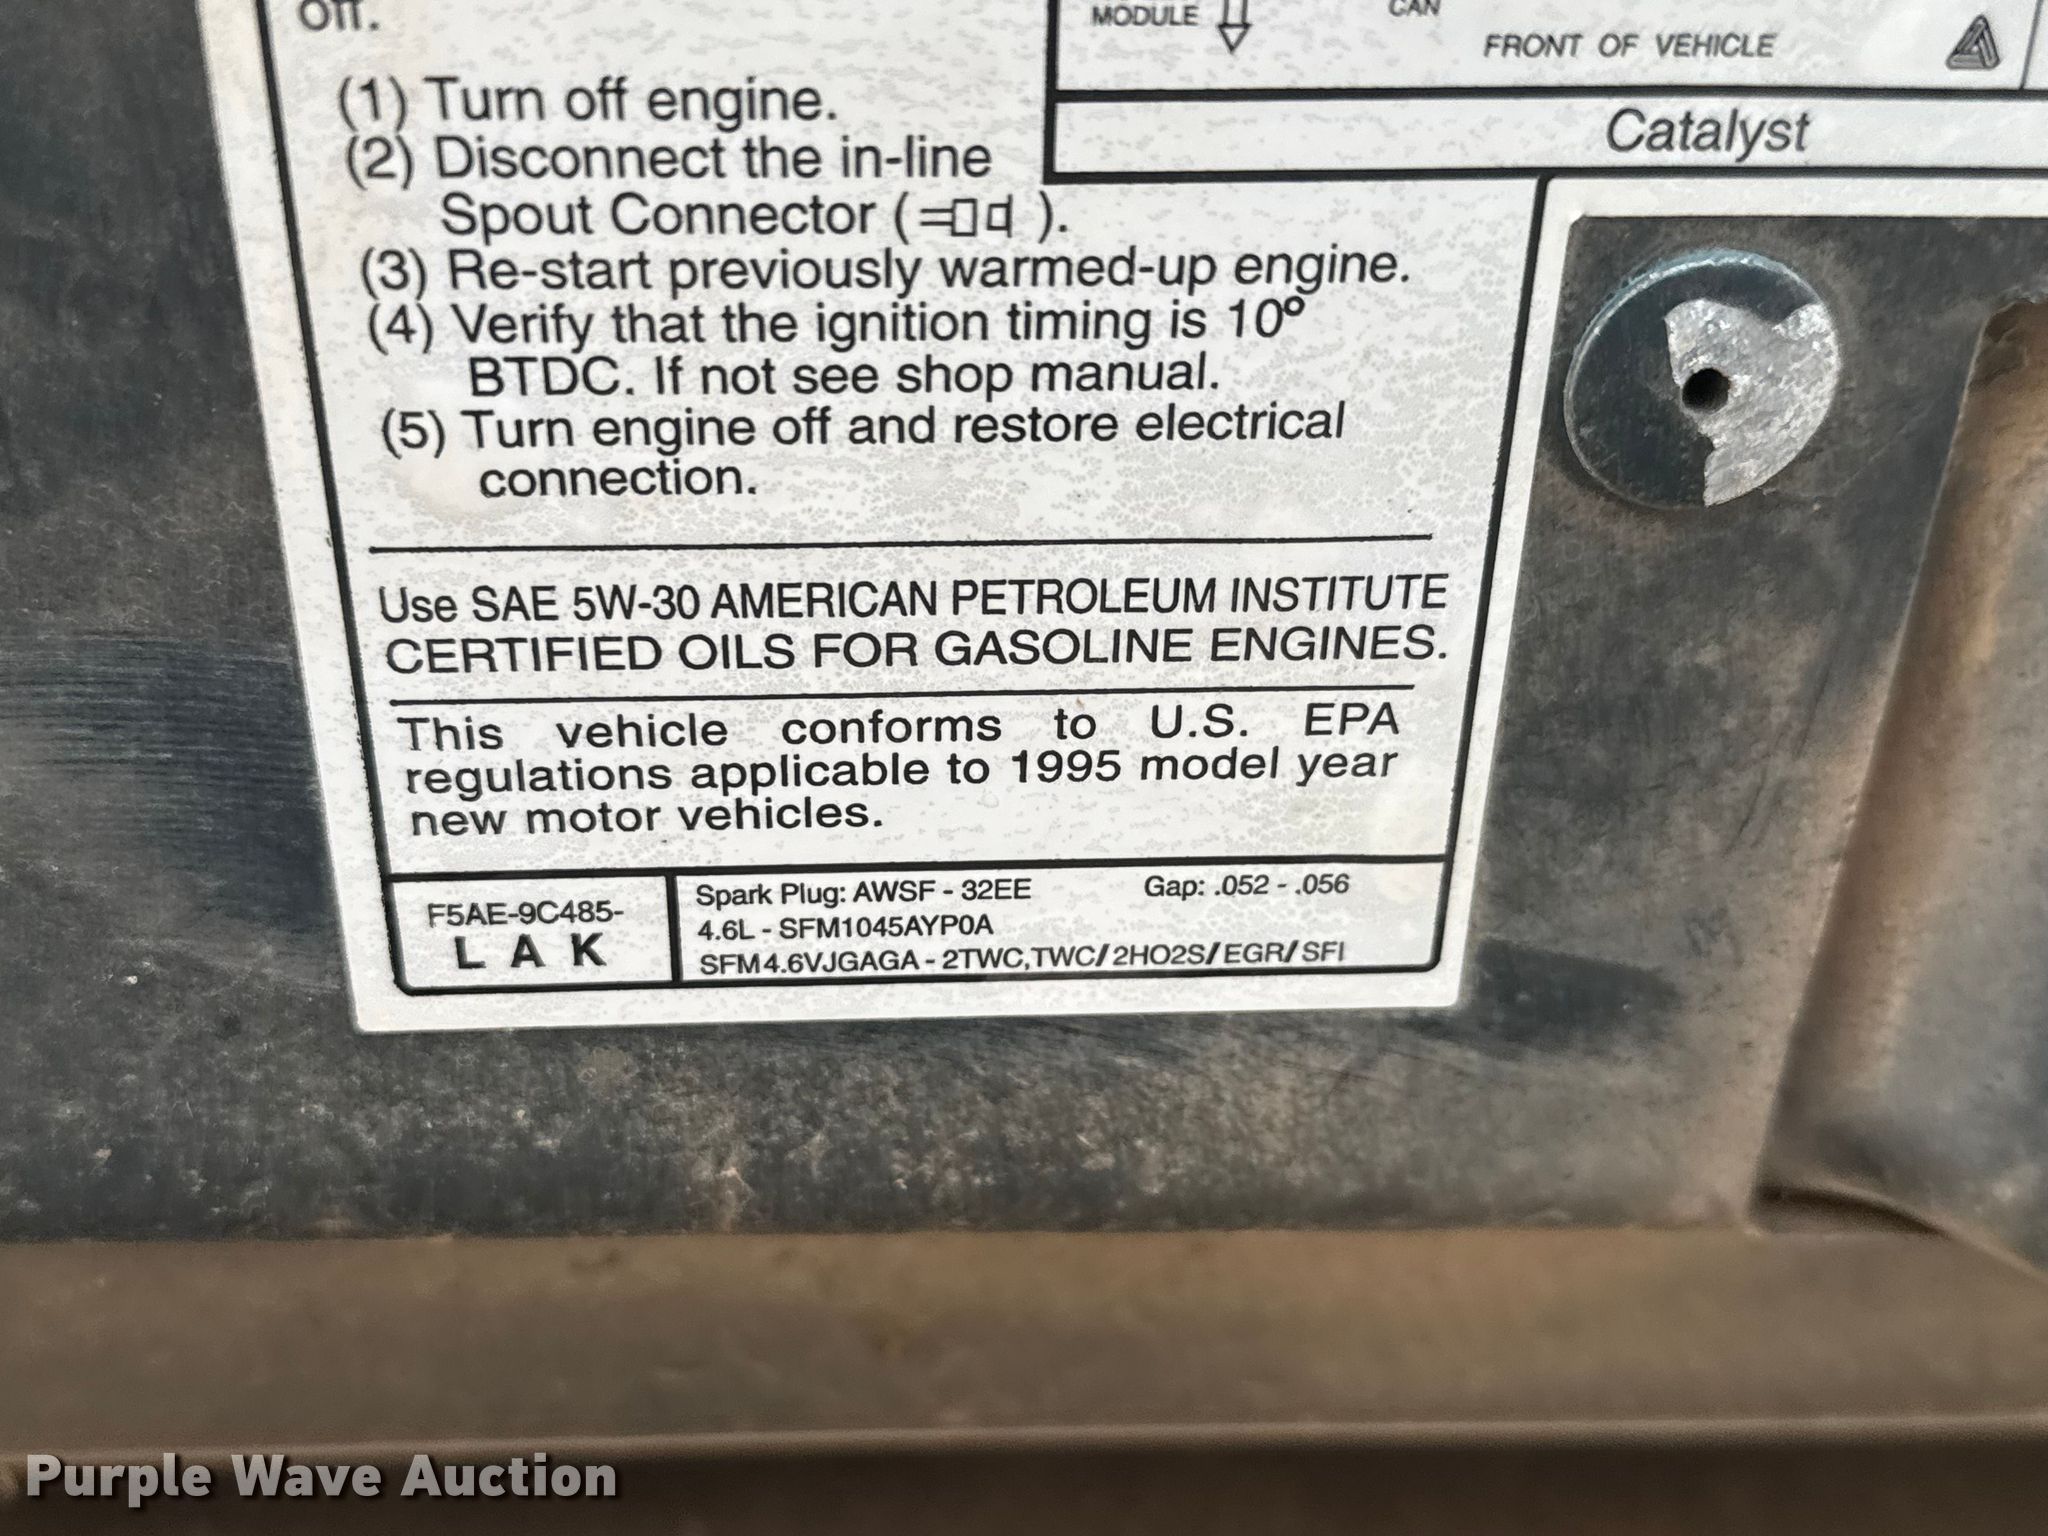 Off.
(1) Turn off engine.
(2) Disconnect the in-line
Spout Connector ( ).
(3) Re-start previously warmed-up engine.
(4) Verify that the ignition timing is 10º
BTDC. If not see shop manual.
(5) Turn engine off and restore electrical
connection.
Use SAE 5W-30 AMERICAN PETROLEUM INSTITUTE
CERTIFIED OILS FOR GASOLINE ENGINES.
This vehicle conforms to U.S. EPA
regulations applicable to 1995 model year
new motor vehicles.
F5AE-9C485-
L A K
Spark Plug: AWSF - 32EE Gap: .052 - .056
4.6L - SFM1045AYP0A
SFM4.6VJGAGA - 2TWC,TWC/2HO2S/EGR/SFI
MODULE
CAN
FRONT OF VEHICLE
Catalyst
Purple Wave Auction